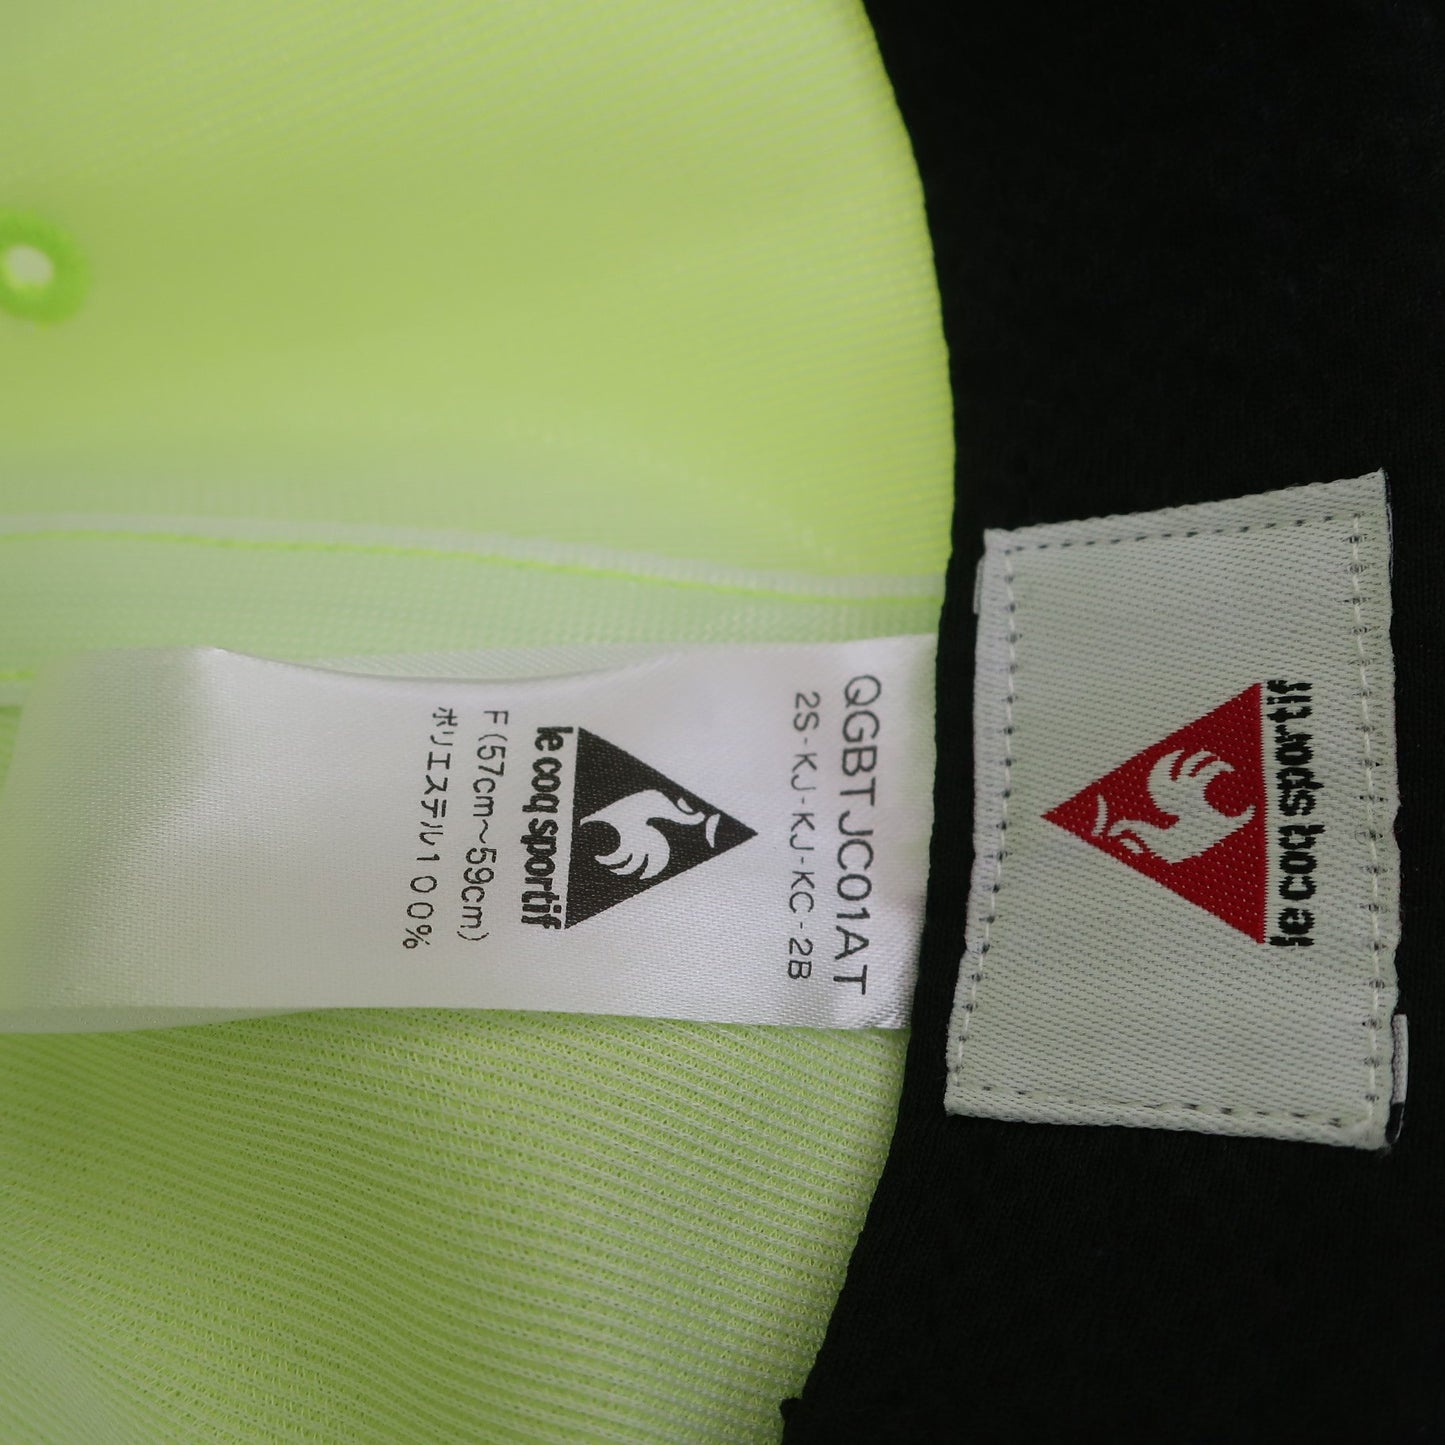 QGBTJC01AT
2S-KJ-KJ-KC-2B
le coq sportif
F(57cm~59cm)
ポリエステル100%
le coq sportif